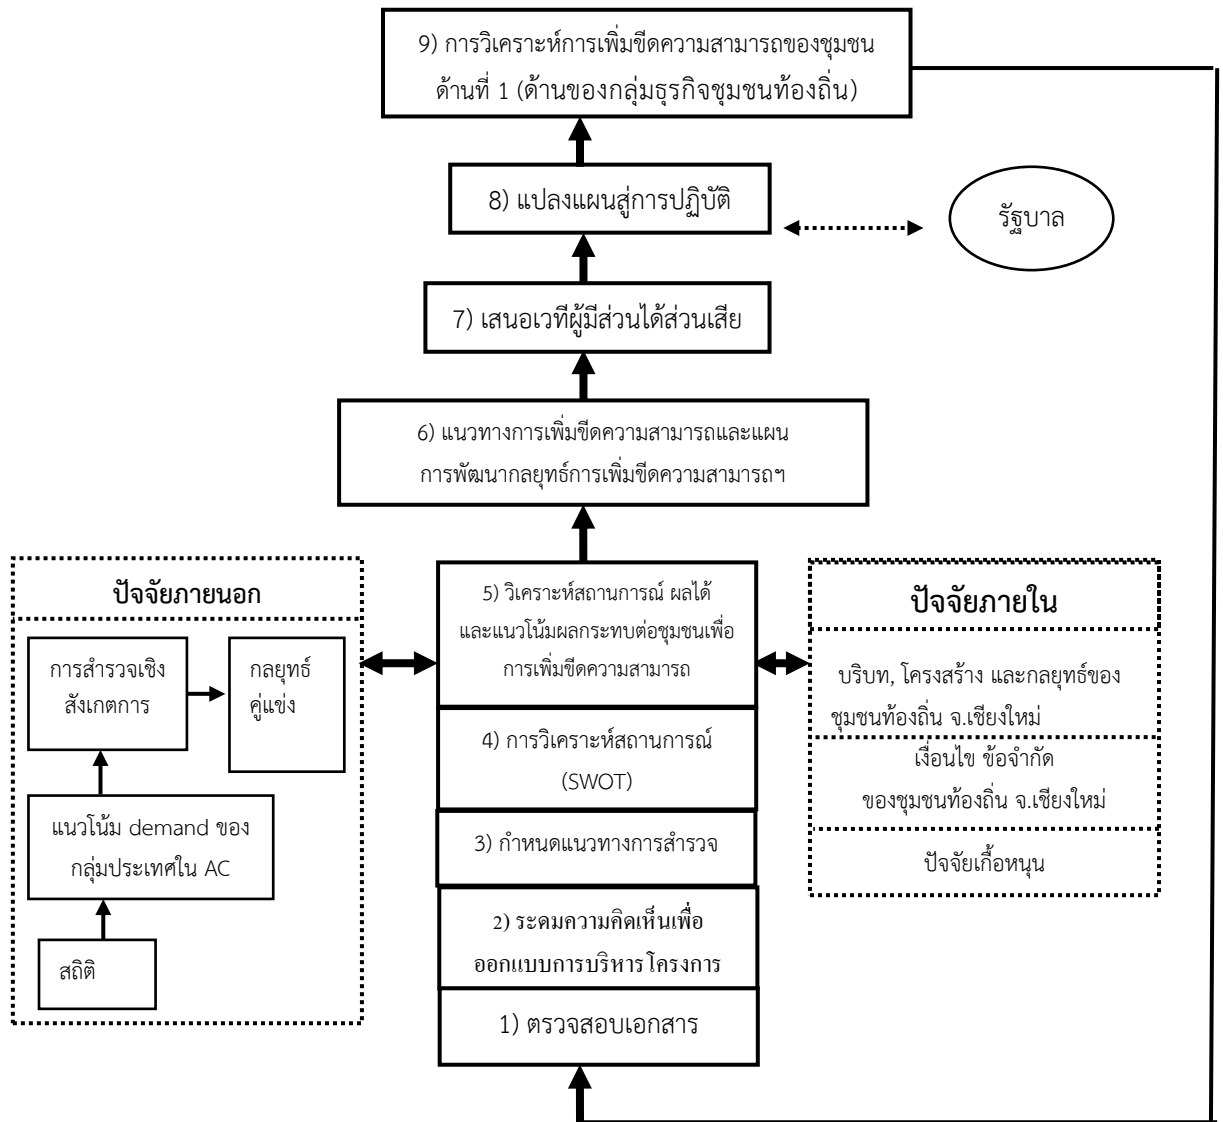 9) การวิเคราะห์การเพิ่มขีดความสามารถของชุมชน
ด้านที่ 1 (ด้านของกลุ่มธุรกิจชุมชนท้องถิ่น)
8) แปลงแผนสู่การปฏิบัติ
รัฐบาล
7) เสนอเวทีผู้มีส่วนได้ส่วนเสีย
6) แนวทางการเพิ่มขีดความสามารถและแผน
การพัฒนากลยุทธ์การเพิ่มขีดความสามารถฯ
ปัจจัยภายนอก
การสำรวจเชิง
สังเกตการ
กลยุทธ์
คู่แข่ง
แนวโน้ม demand ของ
กลุ่มประเทศใน AC
สถิติ
5) วิเคราะห์สถานการณ์ ผลได้
และแนวโน้มผลกระทบต่อชุมชนเพื่อ
การเพิ่มขีดความสามารถ
4) การวิเคราะห์สถานการณ์
(SWOT)
3) กำหนดแนวทางการสำรวจ
2) ระดมความคิดเห็นเพื่อ
ออกแบบการบริหารโครงการ
1) ตรวจสอบเอกสาร
ปัจจัยภายใน
บริบท, โครงสร้าง และกลยุทธ์ของ
ชุมชนท้องถิ่น จ.เชียงใหม่
เงื่อนไข ข้อจำกัด
ของชุมชนท้องถิ่น จ.เชียงใหม่
ปัจจัยเกื้อหนุน